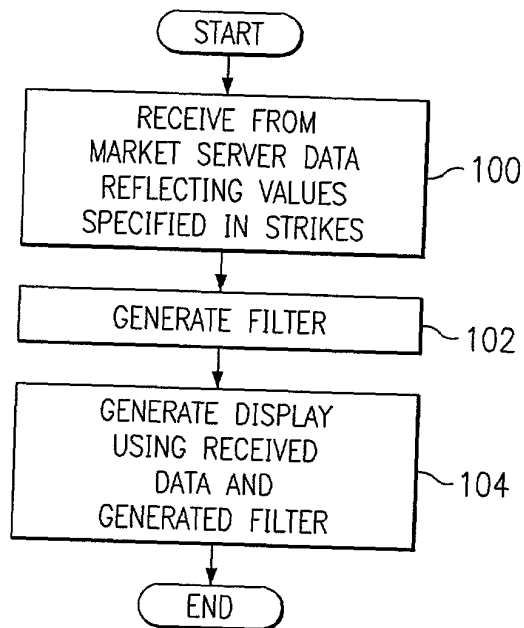 START
RECEIVE FROM
MARKET SERVER DATA
REFLECTING VALUES
SPECIFIED IN STRIKES
100
GENERATE FILTER
102
GENERATE DISPLAY
USING RECEIVED
DATA AND
GENERATED FILTER
104
END